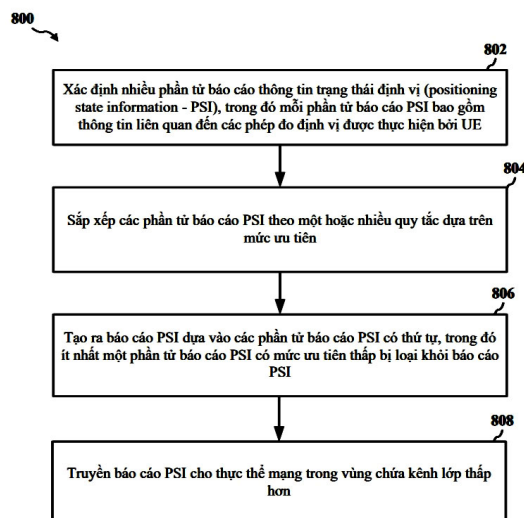 800
802
Xác định nhiều phần tử báo cáo thông tin trạng thái định vị (positioning
state information - PSI), trong đó mỗi phần tử báo cáo PSI bao gồm
thông tin liên quan đến các phép đo định vị được thực hiện bởi UE
804
Sắp xếp các phần tử báo cáo PSI theo một hoặc nhiều quy tắc dựa trên
mức ưu tiên
806
Tạo ra báo cáo PSI dựa vào các phần tử báo cáo PSI có thứ tự, trong đó
ít nhất một phần tử báo cáo PSI có mức ưu tiên thấp bị loại khỏi báo cáo
PSI
808
Truyền báo cáo PSI cho thực thể mạng trong vùng chứa kênh lớp thấp
hơn